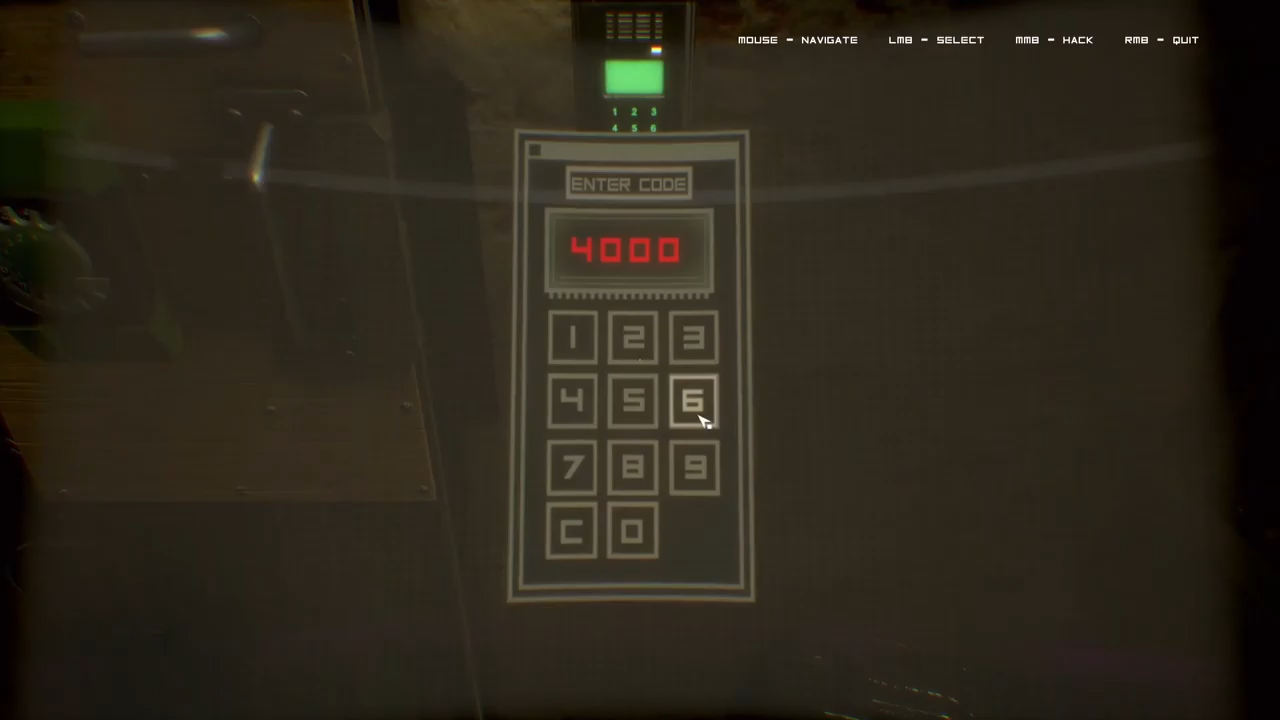 MOUSE - NAVIGATE LMB - SELECT MMB - HACK RMB - QUIT
1 2 3
4 5 6
ENTER CODE
4000
1 2 3
4 5 6
7 8 9
C 0